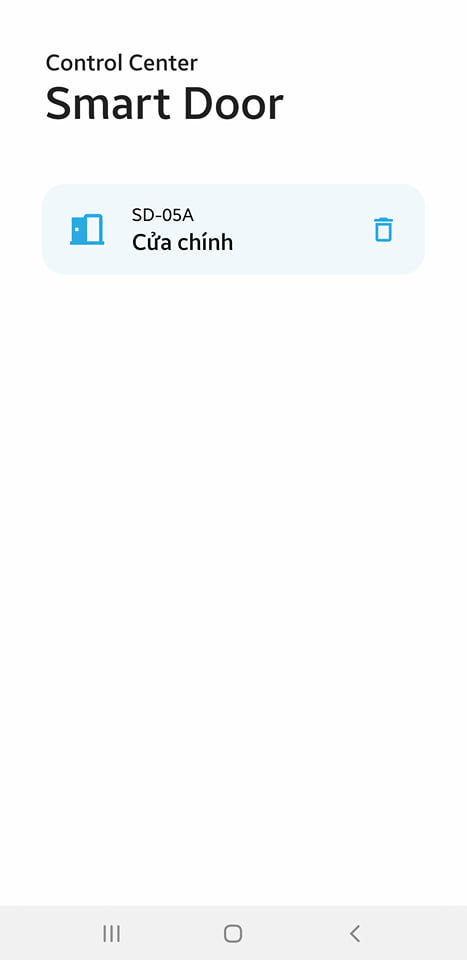 Control Center
Smart Door
SD-05A
Cửa chính